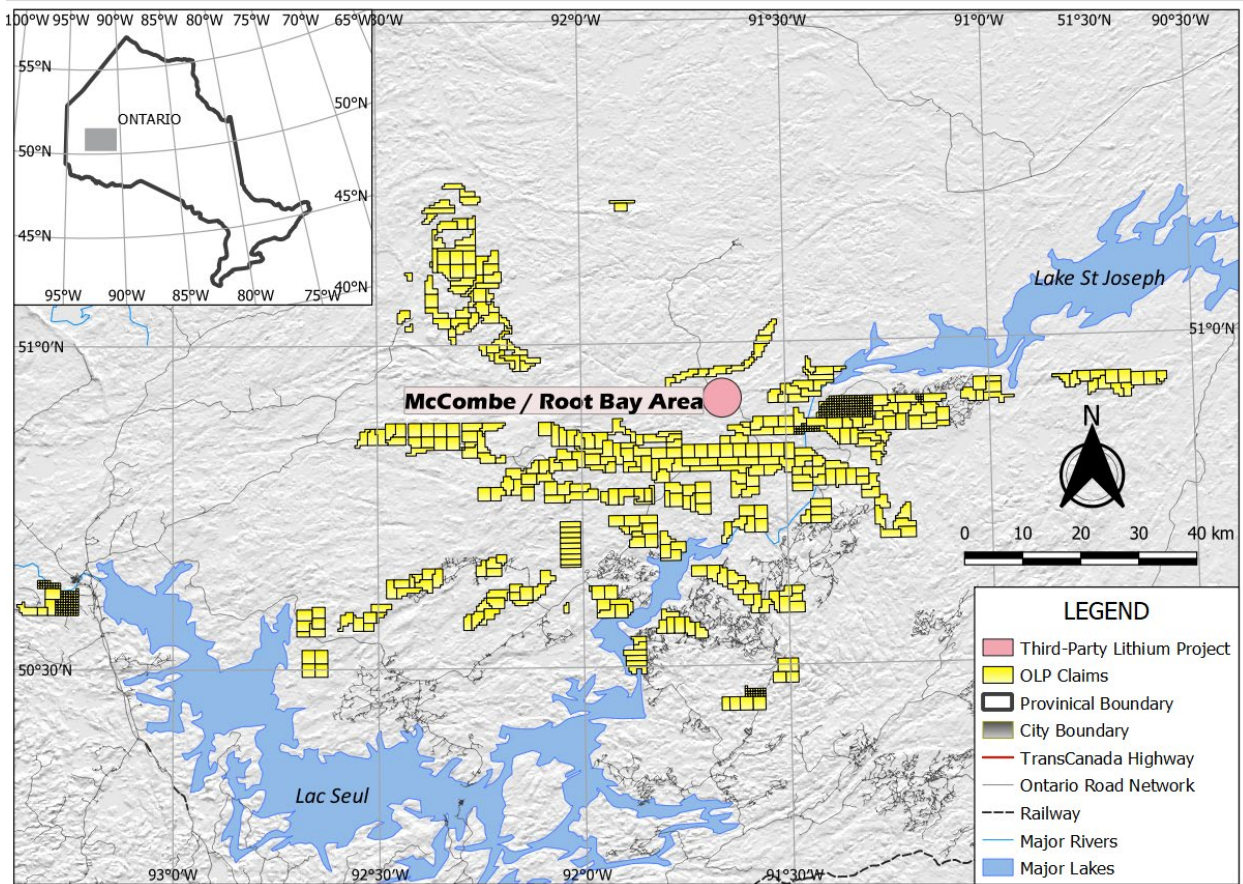 100°W 95°W 90°W 85°W 80°W 75°W 70°W 65°W 80°W 92°0'W 91°30'W 91°0'W 51°30'W 90°30'W
55°N
50°N
ONTARIO
50°N
45°N
45°N
40°N
95°W 90°W 85°W 80°W 75°W
Lake St Joseph
51°0'N
51°0'N
McCombe / Root Bay Area
N
0 10 20 30 40 km
50°30'N
LEGEND
Third-Party Lithium Project
OLP Claims
Provinical Boundary
City Boundary
TransCanada Highway
Ontario Road Network
Railway
Major Rivers
Major Lakes
Lac Seul
93°0'W 92°30'W 92°0'W 91°30'W